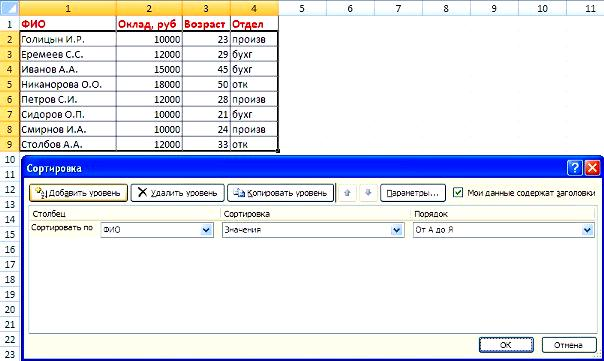 1 2 3 4 5 6 7 8 9 10 11
1 ФИО Оклад, руб Возраст Отдел
2 Голицын И.Р. 10000 23 произв
3 Еремеев С.С. 12000 29 бухг
4 Иванов А.А. 15000 45 бухг
5 Никанорова О.О. 18000 50 отк
6 Петров С.И. 12000 28 произв
7 Сидоров О.П. 10000 21 бухг
8 Смирнов И.А. 10000 24 произв
9 Столбов А.А. 12000 33 отк
10
11 Сортировка
12 Добавить уровень Удалить уровень Копировать уровень Параметры... Мои данные содержат заголовки
13
14 Столбец Сортировка Порядок
15 Сортировать по ФИО Значения От А до Я
16
17
18
19
20
21
22 ОК Отмена
23